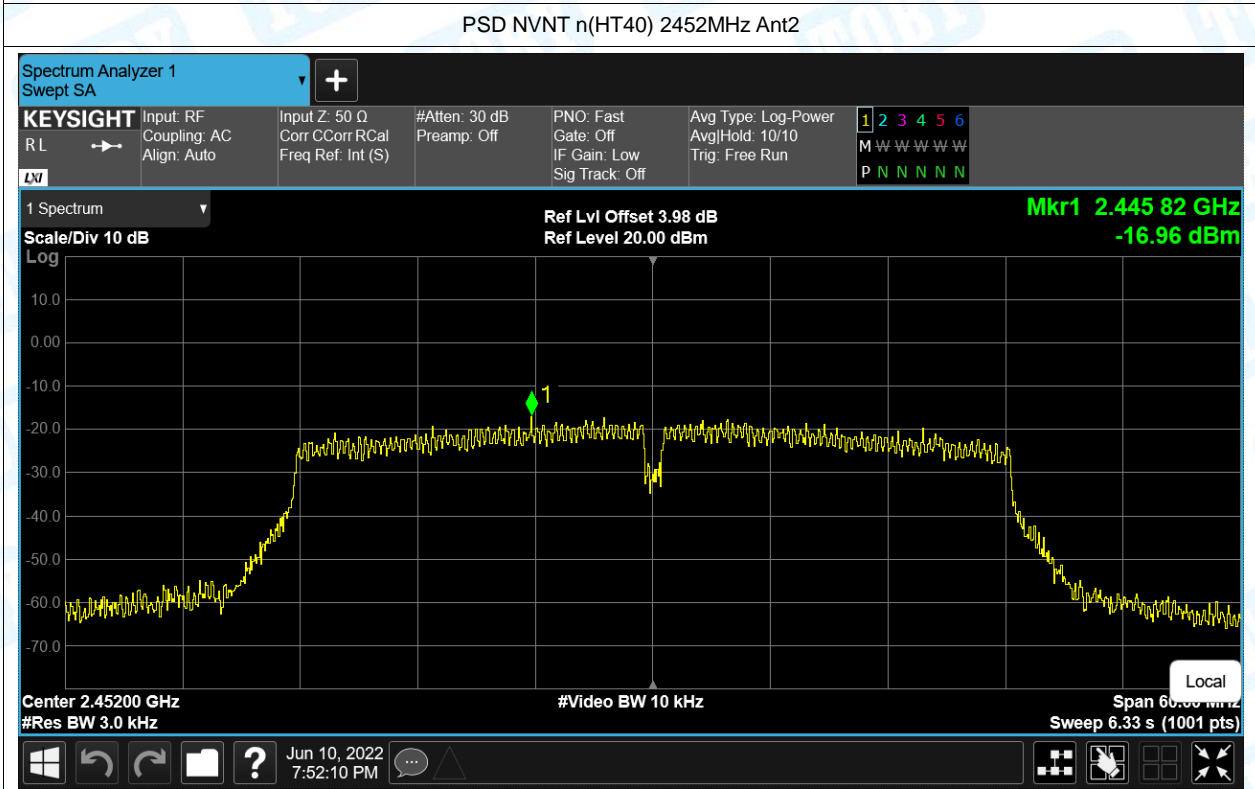 PSD NVNT n(HT40) 2452MHz Ant2
Spectrum Analyzer 1
Swept SA
KEYSIGHT
RL
LXI
Input: RF
Coupling: AC
Align: Auto
Input Z: 50 Ω
Corr CCorr RCal
Freq Ref: Int (S)
#Atten: 30 dB
Preamp: Off
PNO: Fast
Gate: Off
IF Gain: Low
Sig Track: Off
Avg Type: Log-Power
Avg|Hold: 10/10
Trig: Free Run
1 2 3 4 5 6
M W W W W W
P N N N N N
1 Spectrum
Scale/Div 10 dB
Log
Ref Lvl Offset 3.98 dB
Ref Level 20.00 dBm
Mkr1 2.445 82 GHz
-16.96 dBm
10.0
0.00
-10.0
1
-20.0
-30.0
-40.0
-50.0
-60.0
-70.0
Local
Center 2.45200 GHz
#Video BW 10 kHz
Span
#Res BW 3.0 kHz
Sweep 6.33 s (1001 pts)
?
Jun 10, 2022
7:52:10 PM